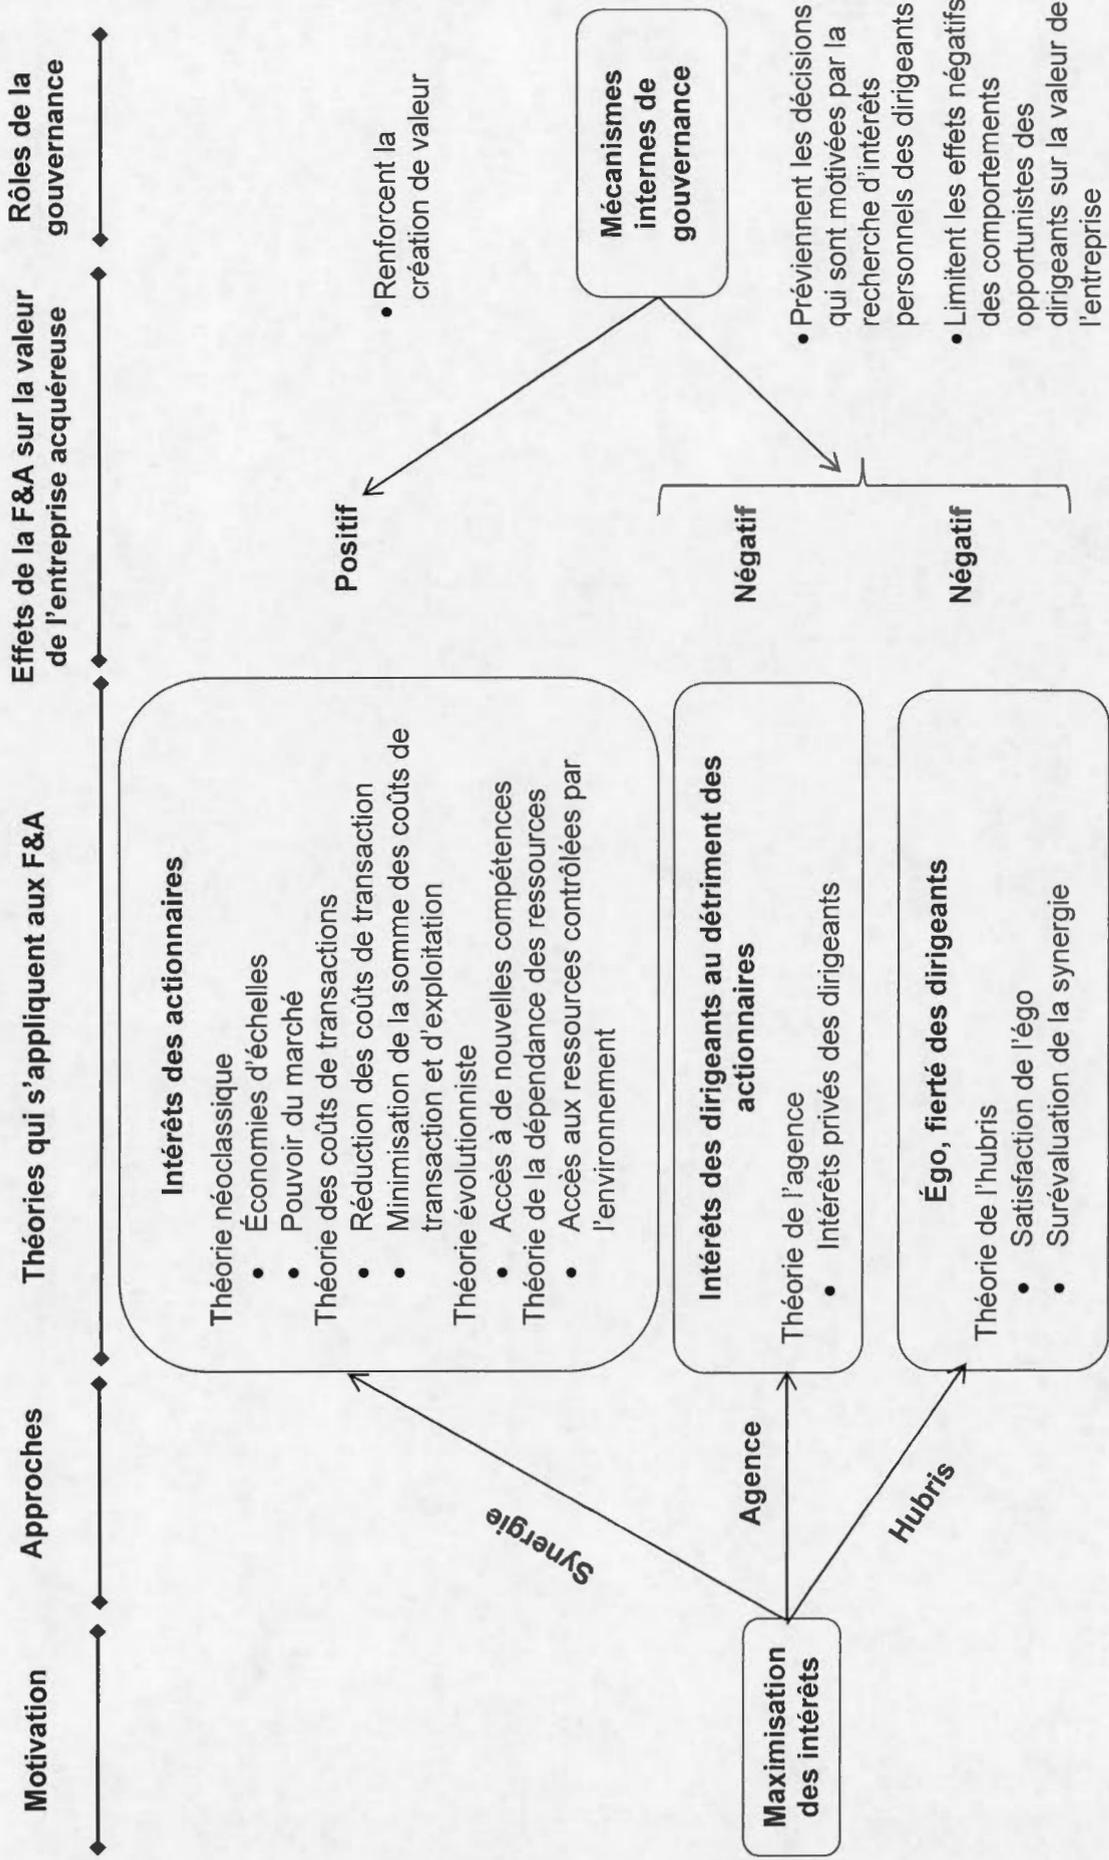 Motivation
Approches
Théories qui s'appliquent aux F&A
Effets de la F&A sur la valeur
de l'entreprise acquéreuse
Rôles de la
gouvernance
Maximisation
des intérêts
Synergie
Agence
Hubris
Intérêts des actionnaires
Théorie néoclassique
• Économies d'échelles
• Pouvoir du marché
Théorie des coûts de transactions
• Réduction des coûts de transaction
• Minimisation de la somme des coûts de
transaction et d'exploitation
Théorie évolutionniste
• Accès à de nouvelles compétences
Théorie de la dépendance des ressources
• Accès aux ressources contrôlées par
l'environnement
Intérêts des dirigeants au détriment des
actionnaires
Théorie de l'agence
• Intérêts privés des dirigeants
Égo, fierté des dirigeants
Théorie de l'hubris
• Satisfaction de l'égo
• Surévaluation de la synergie
Positif
Négatif
Négatif
• Renforcent la
création de valeur
Mécanismes
internes de
gouvernance
• Préviennent les décisions
qui sont motivées par la
recherche d'intérêts
personnels des dirigeants
• Limitent les effets négatifs
des comportements
opportunistes des
dirigeants sur la valeur de
l'entreprise